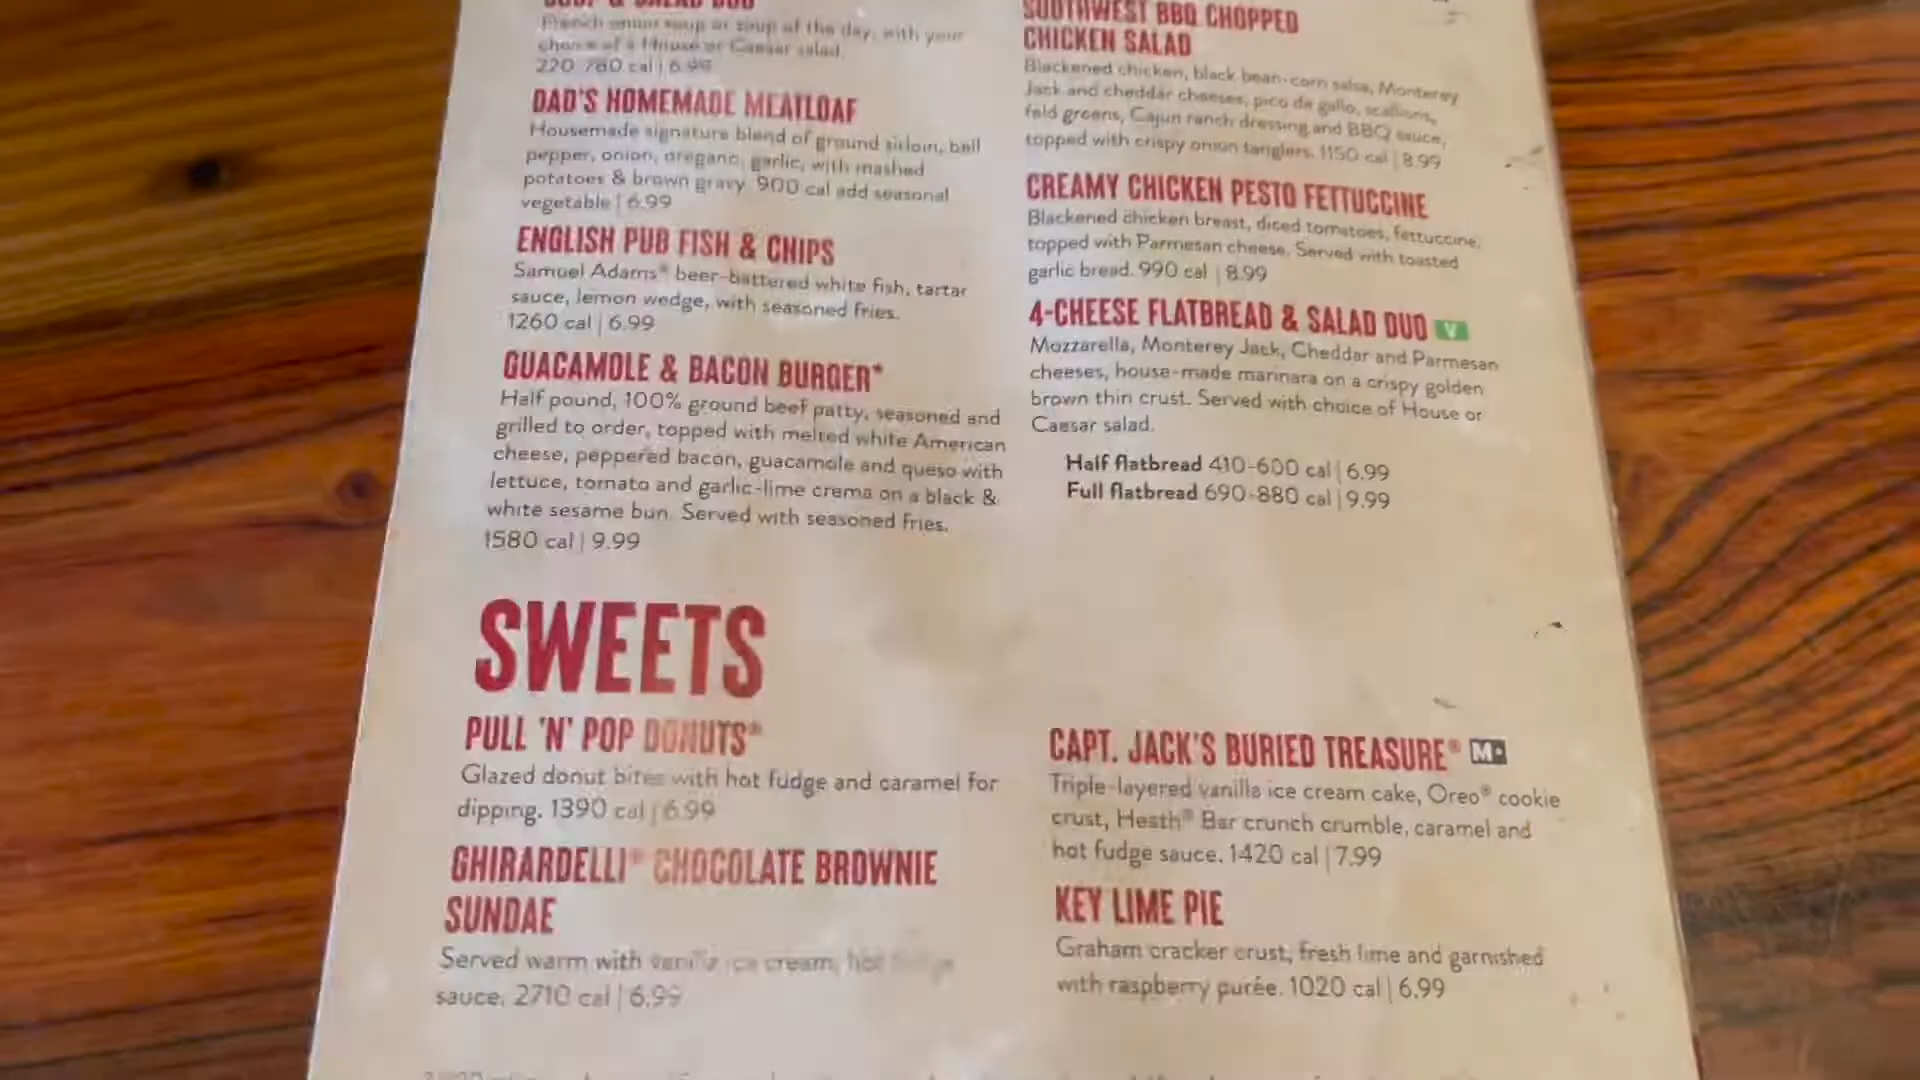 SOUP & SALAD DUO
French onion soup or soup of the day, with your
choice of a House or Caesar salad.
220-780 cal | 6.99
DAD'S HOMEMADE MEATLOAF
Housemade signature blend of ground sirloin, bell
pepper, onion, oregano, garlic, with mashed
potatoes & brown gravy. 900 cal add seasonal
vegetable | 6.99
ENGLISH PUB FISH & CHIPS
Samuel Adams® beer-battered white fish, tartar
sauce, lemon wedge, with seasoned fries.
1260 cal | 6.99
GUACAMOLE & BACON BURGER*
Half pound, 100% ground beef patty, seasoned and
grilled to order, topped with melted white American
cheese, peppered bacon, guacamole and queso with
lettuce, tomato and garlic-lime crema on a black &
white sesame bun. Served with seasoned fries.
1580 cal | 9.99
SOUTHWEST BBQ CHOPPED
CHICKEN SALAD
Blackened chicken, black bean-corn salsa, Monterey
Jack and cheddar cheeses, pico de gallo, scallions,
field greens, Cajun ranch dressing and BBQ sauce,
topped with crispy onion tanglers. 1150 cal | 8.99
CREAMY CHICKEN PESTO FETTUCCINE
Blackened chicken breast, diced tomatoes, fettuccine,
topped with Parmesan cheese. Served with toasted
garlic bread. 990 cal | 8.99
4-CHEESE FLATBREAD & SALAD DUO V
Mozzarella, Monterey Jack, Cheddar and Parmesan
cheeses, house-made marinara on a crispy golden
brown thin crust. Served with choice of House or
Caesar salad.
Half flatbread 410-600 cal | 6.99
Full flatbread 690-880 cal | 9.99
SWEETS
PULL 'N' POP DONUTS®
Glazed donut bites with hot fudge and caramel for
dipping. 1390 cal | 6.99
GHIRARDELLI® CHOCOLATE BROWNIE
SUNDAE
Served warm with vanilla ice cream, hot fudge
sauce. 2710 cal | 6.99
CAPT. JACK'S BURIED TREASURE® M•
Triple-layered vanilla ice cream cake, Oreo® cookie
crust, Heath® Bar crunch crumble, caramel and
hot fudge sauce. 1420 cal | 7.99
KEY LIME PIE
Graham cracker crust, fresh lime and garnished
with raspberry purée. 1020 cal | 6.99